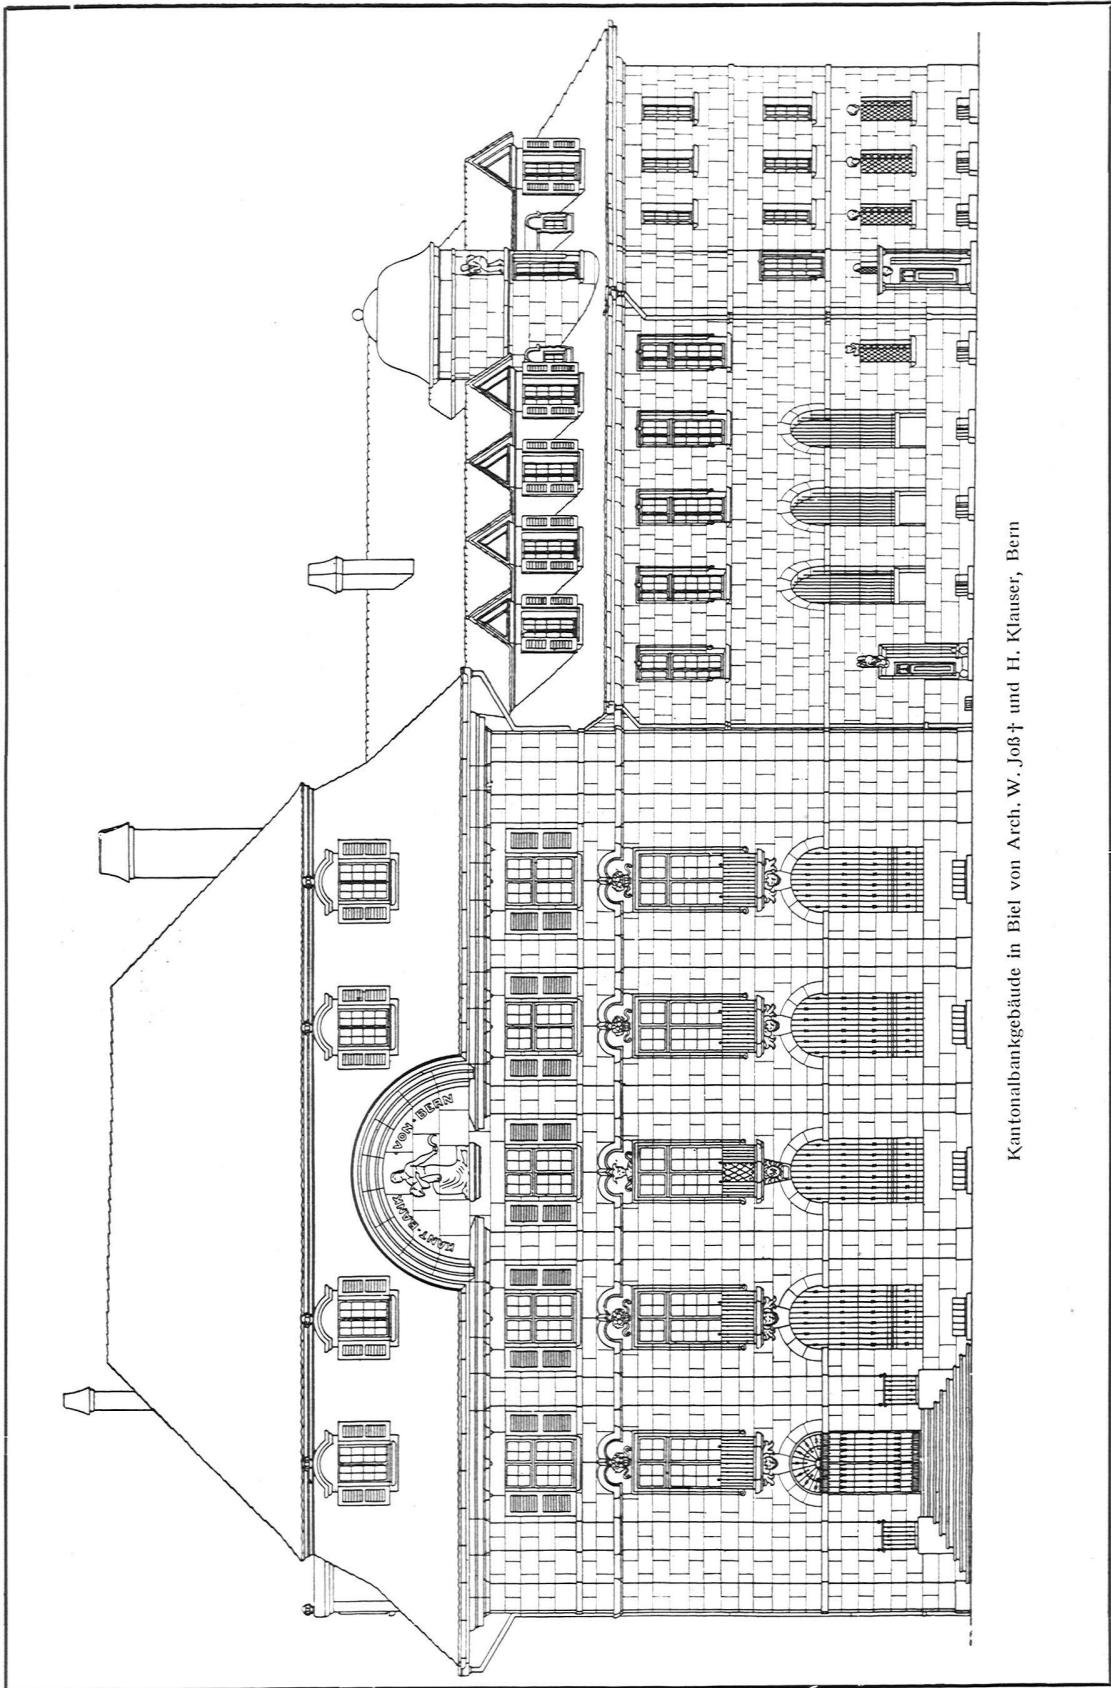 KANT·BANK·VON·BERN
Kantonalbankgebäude in Biel von Arch. W. Joß † und H. Klauser, Bern